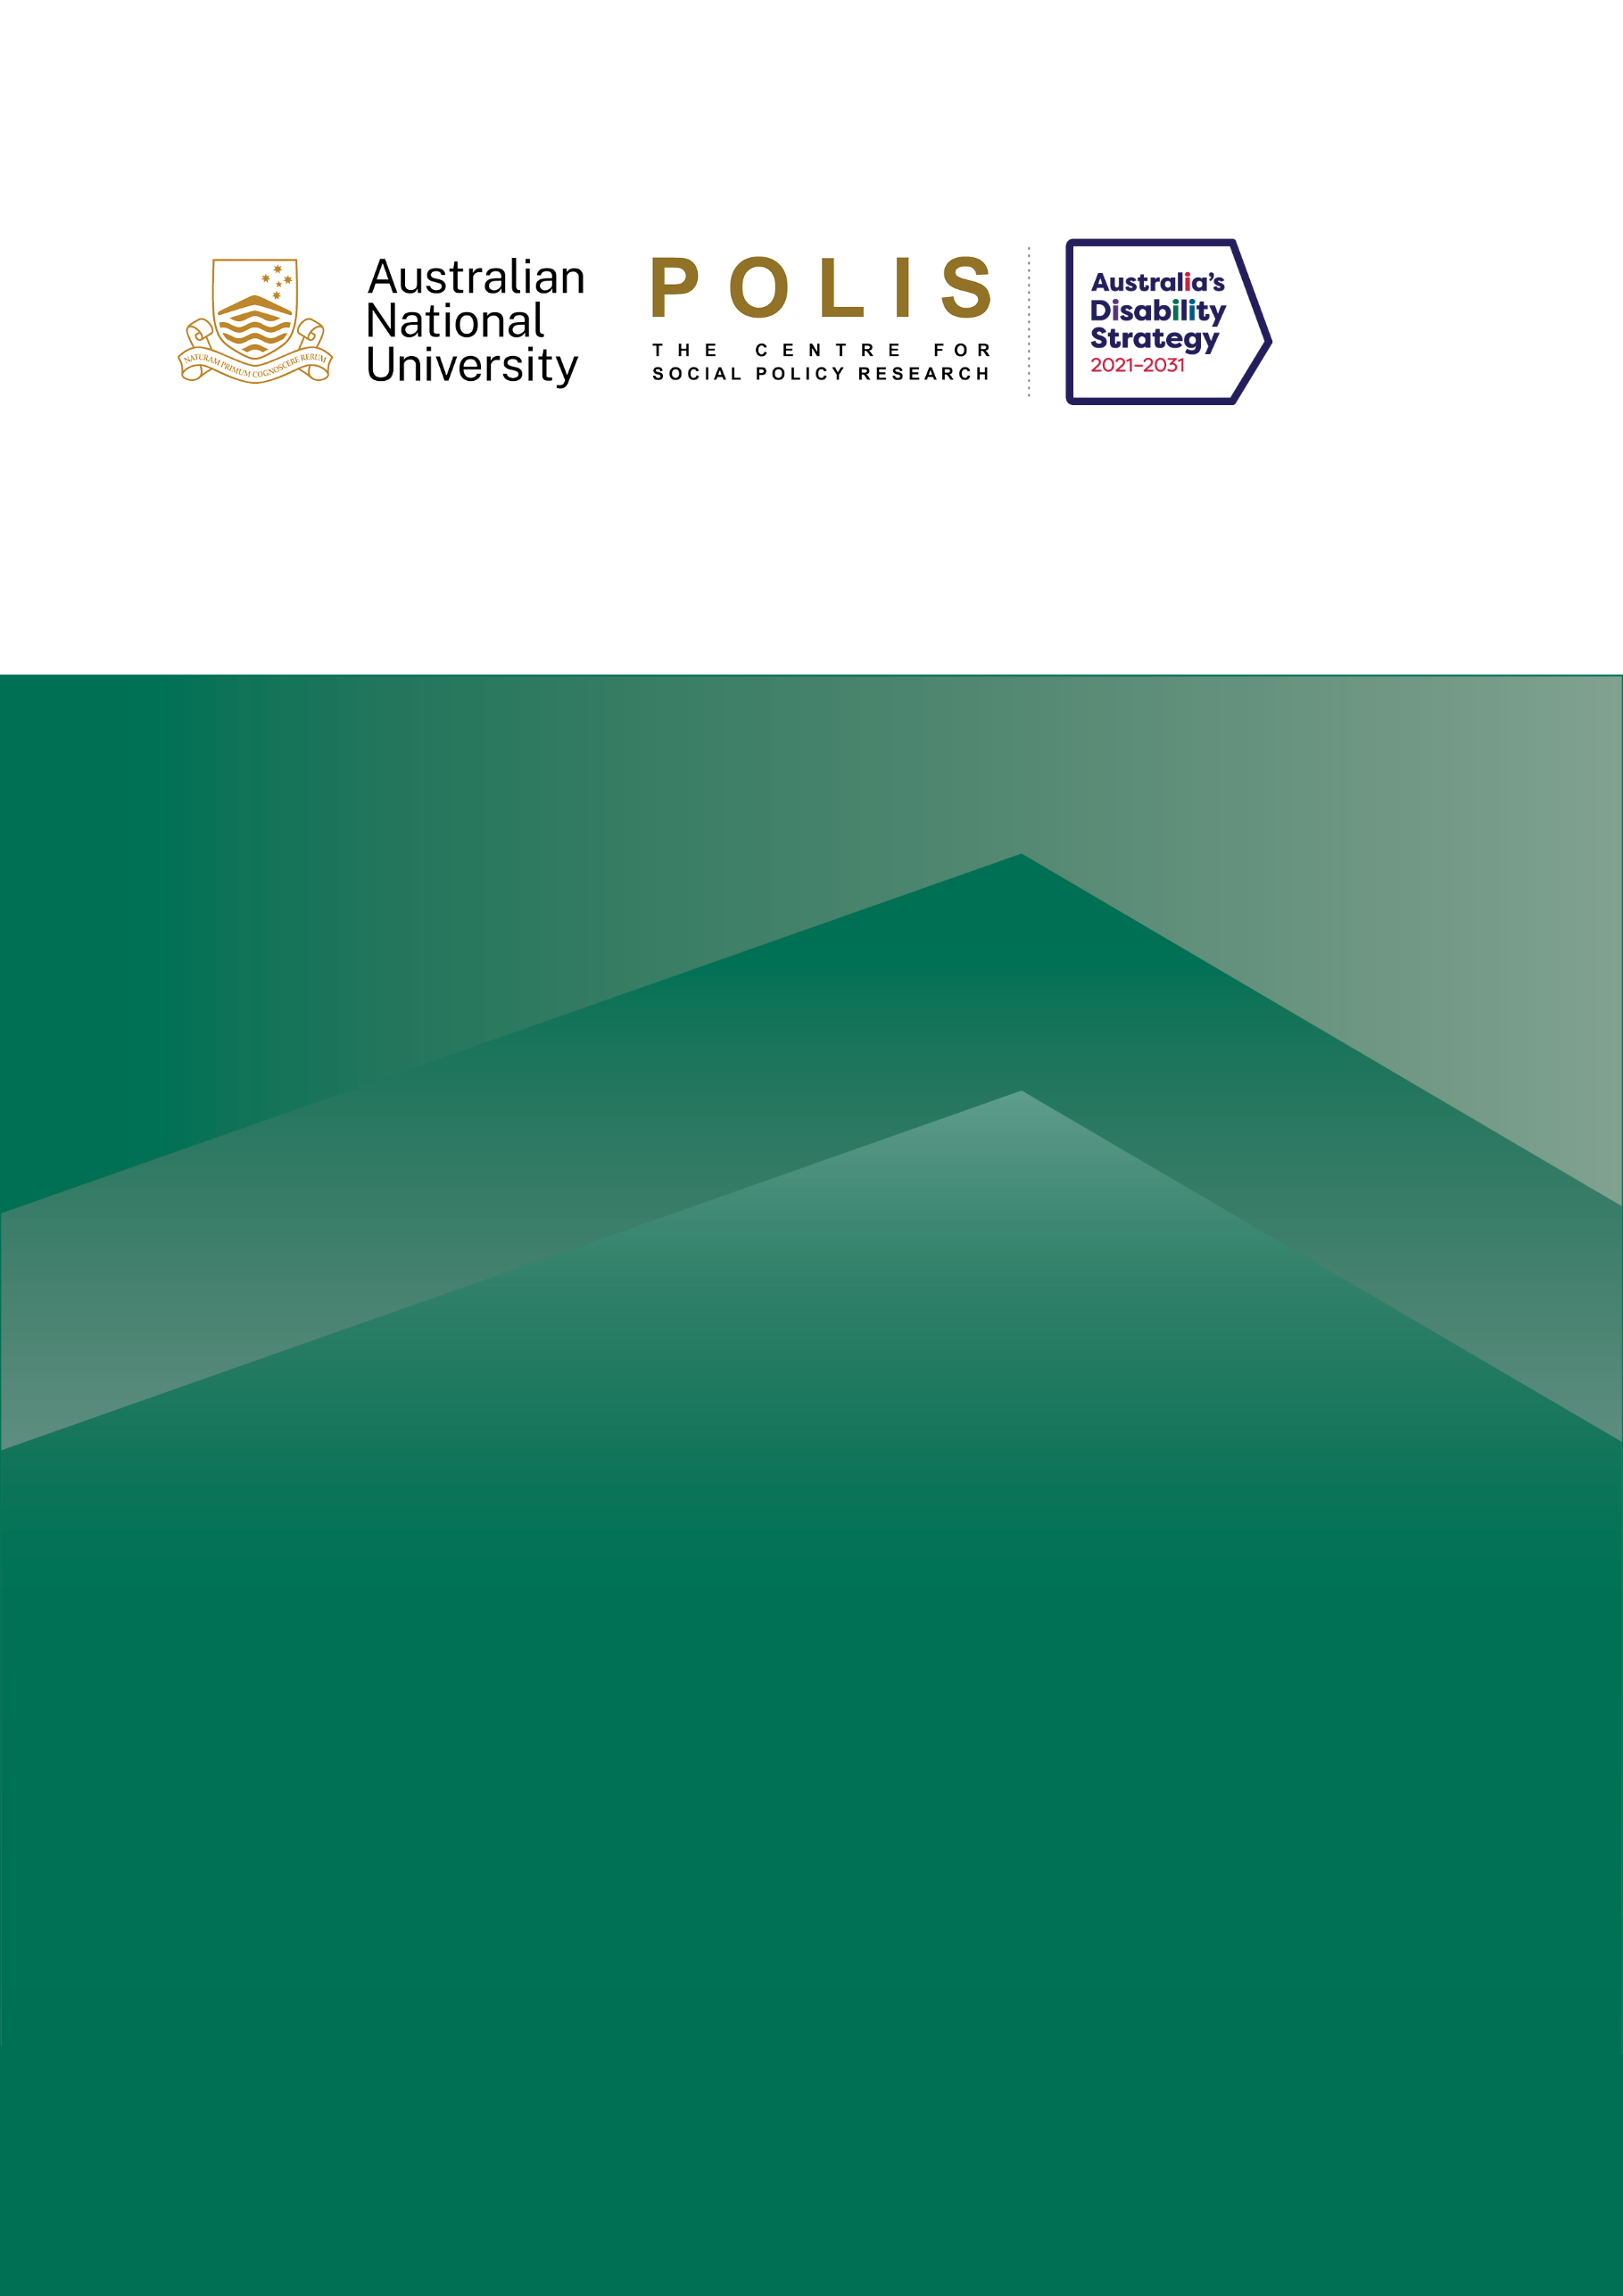 Australian
National
University
NATURAM PRIMUM COGNOSCERE RERUM
POLIS
THE CENTRE FOR
SOCIAL POLICY RESEARCH
Australia's
Disability
Strategy
2021–2031